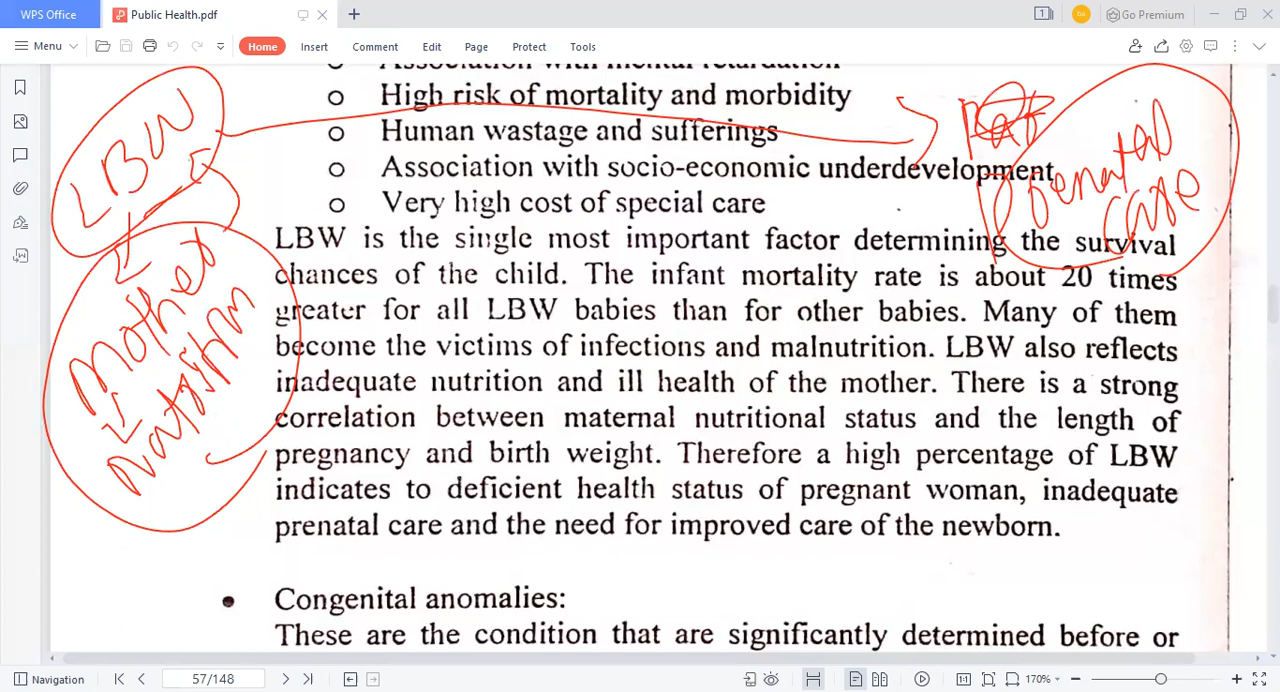 WPS Office
Public Health.pdf
1
Go Premium
Menu
Home
Insert
Comment
Edit
Page
Protect
Tools
Association with mental retardation
High risk of mortality and morbidity
Human wastage and sufferings
Association with socio-economic underdevelopment
Very high cost of special care
LBW is the single most important factor determining the survival
chances of the child. The infant mortality rate is about 20 times
greater for all LBW babies than for other babies. Many of them
become the victims of infections and malnutrition. LBW also reflects
inadequate nutrition and ill health of the mother. There is a strong
correlation between maternal nutritional status and the length of
pregnancy and birth weight. Therefore a high percentage of LBW
indicates to deficient health status of pregnant woman, inadequate
prenatal care and the need for improved care of the newborn.
Congenital anomalies:
These are the condition that are significantly determined before or
LBW
mother
prenatal
care
Navigation
57/148
170%